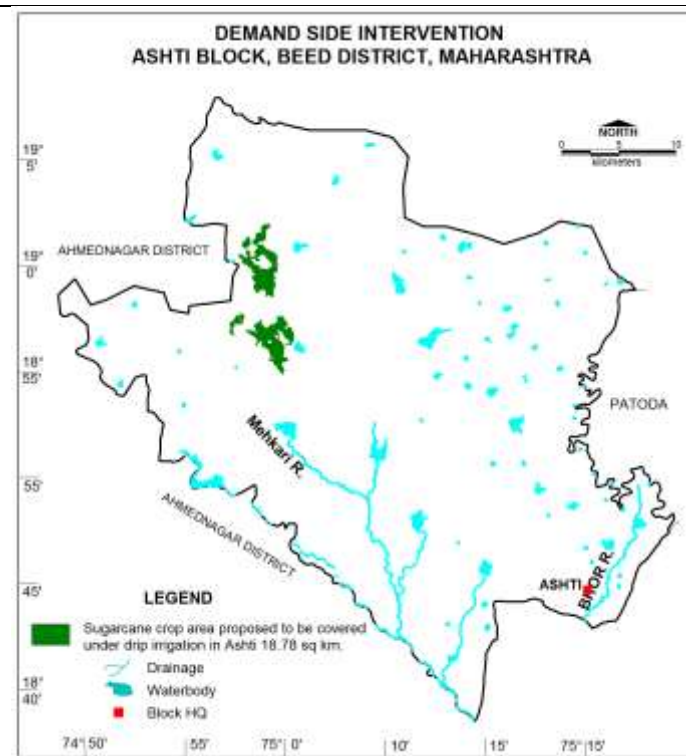 DEMAND SIDE INTERVENTION
ASHTI BLOCK, BEED DISTRICT, MAHARASHTRA
NORTH
0 5 10
kilometers
19°
5'
AHMEDNAGAR DISTRICT
19°
0'
18°
55'
PATODA
Mehkari R.
55'
AHMEDNAGAR DISTRICT
ASHTI
BHOR R.
45'
LEGEND
Sugarcane crop area proposed to be covered
under drip irrigation in Ashti 18.78 sq km.
Drainage
Waterbody
Block HQ
18°
40'
74° 50' 55' 75° 0' 10' 15' 75° 15'